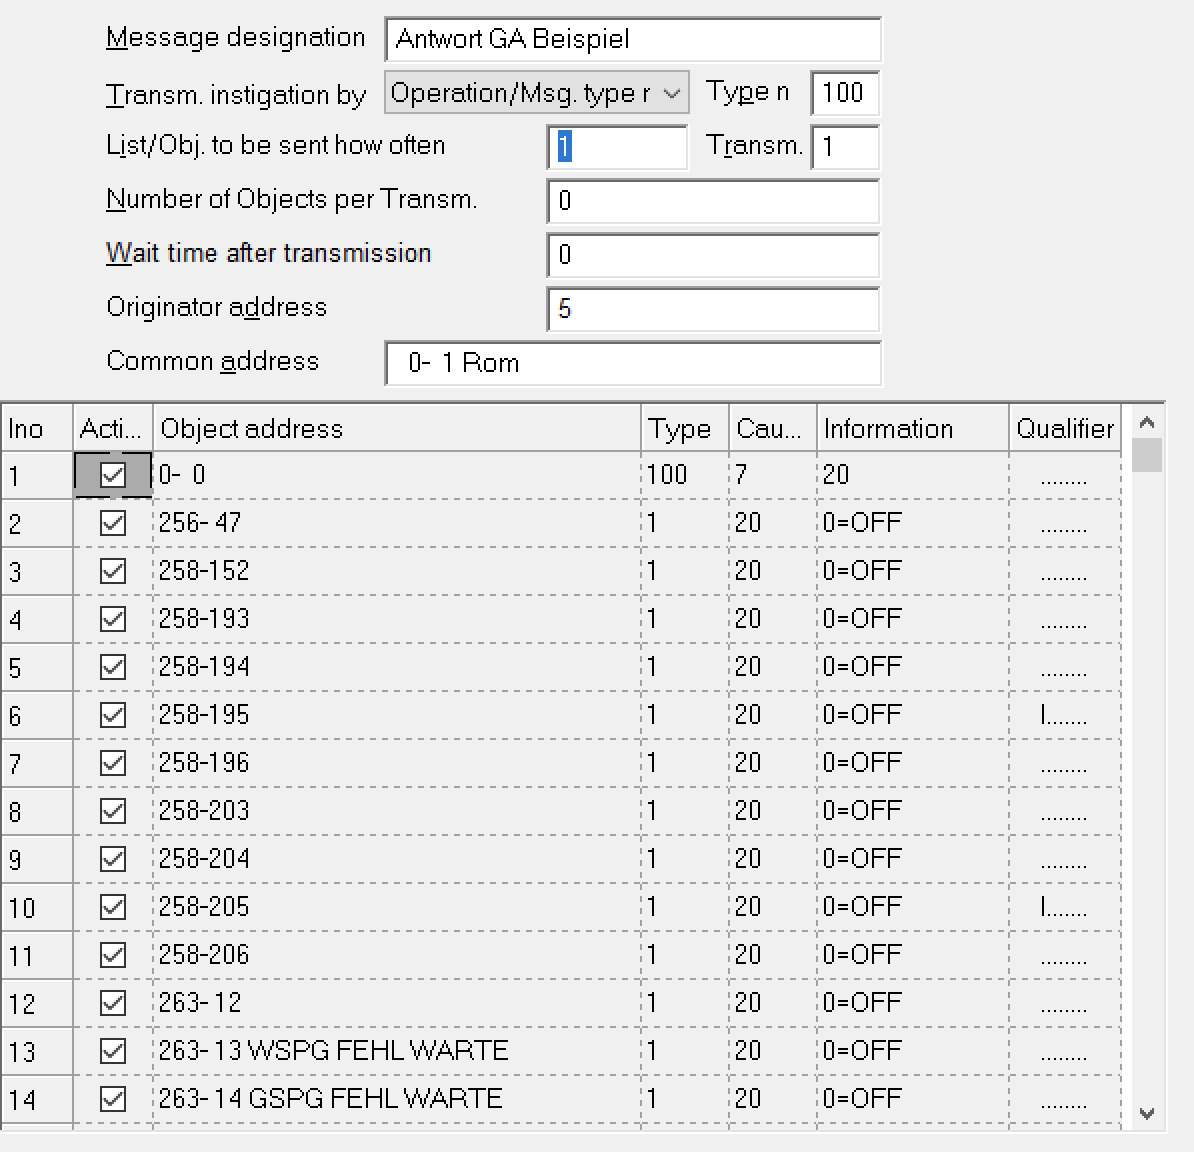 Message designation Antwort GA Beispiel
Transm. instigation by Operation/Msg. type r Type n 100
List/Obj. to be sent how often 1 Transm. 1
Number of Objects per Transm. 0
Wait time after transmission 0
Originator address 5
Common address 0- 1 Rom
Ino Acti... Object address Type Cau... Information Qualifier
1 0- 0 100 7 20 ........
2 256- 47 1 20 0=OFF ........
3 258-152 1 20 0=OFF ........
4 258-193 1 20 0=OFF ........
5 258-194 1 20 0=OFF ........
6 258-195 1 20 0=OFF I.......
7 258-196 1 20 0=OFF ........
8 258-203 1 20 0=OFF ........
9 258-204 1 20 0=OFF ........
10 258-205 1 20 0=OFF I.......
11 258-206 1 20 0=OFF ........
12 263- 12 1 20 0=OFF ........
13 263- 13 WSPG FEHL WARTE 1 20 0=OFF ........
14 263- 14 GSPG FEHL WARTE 1 20 0=OFF ........